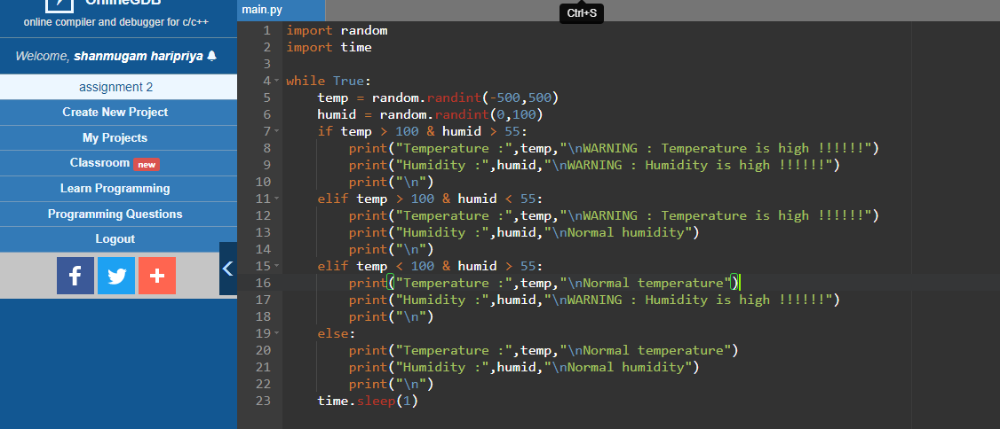 OnlineGDB
online compiler and debugger for c/c++
Welcome, shanmugam haripriya
assignment 2
Create New Project
My Projects
Classroom new
Learn Programming
Programming Questions
Logout
main.py
Ctrl+S
1 import random
2 import time
3
4 while True:
5     temp = random.randint(-500,500)
6     humid = random.randint(0,100)
7     if temp > 100 & humid > 55:
8         print("Temperature :",temp,"\nWARNING : Temperature is high !!!!!!")
9         print("Humidity :",humid,"\nWARNING : Humidity is high !!!!!!")
10         print("\n")
11     elif temp > 100 & humid < 55:
12         print("Temperature :",temp,"\nWARNING : Temperature is high !!!!!!")
13         print("Humidity :",humid,"\nNormal humidity")
14         print("\n")
15     elif temp < 100 & humid > 55:
16         print("Temperature :",temp,"\nNormal temperature")
17         print("Humidity :",humid,"\nWARNING : Humidity is high !!!!!!")
18         print("\n")
19     else:
20         print("Temperature :",temp,"\nNormal temperature")
21         print("Humidity :",humid,"\nNormal humidity")
22         print("\n")
23     time.sleep(1)